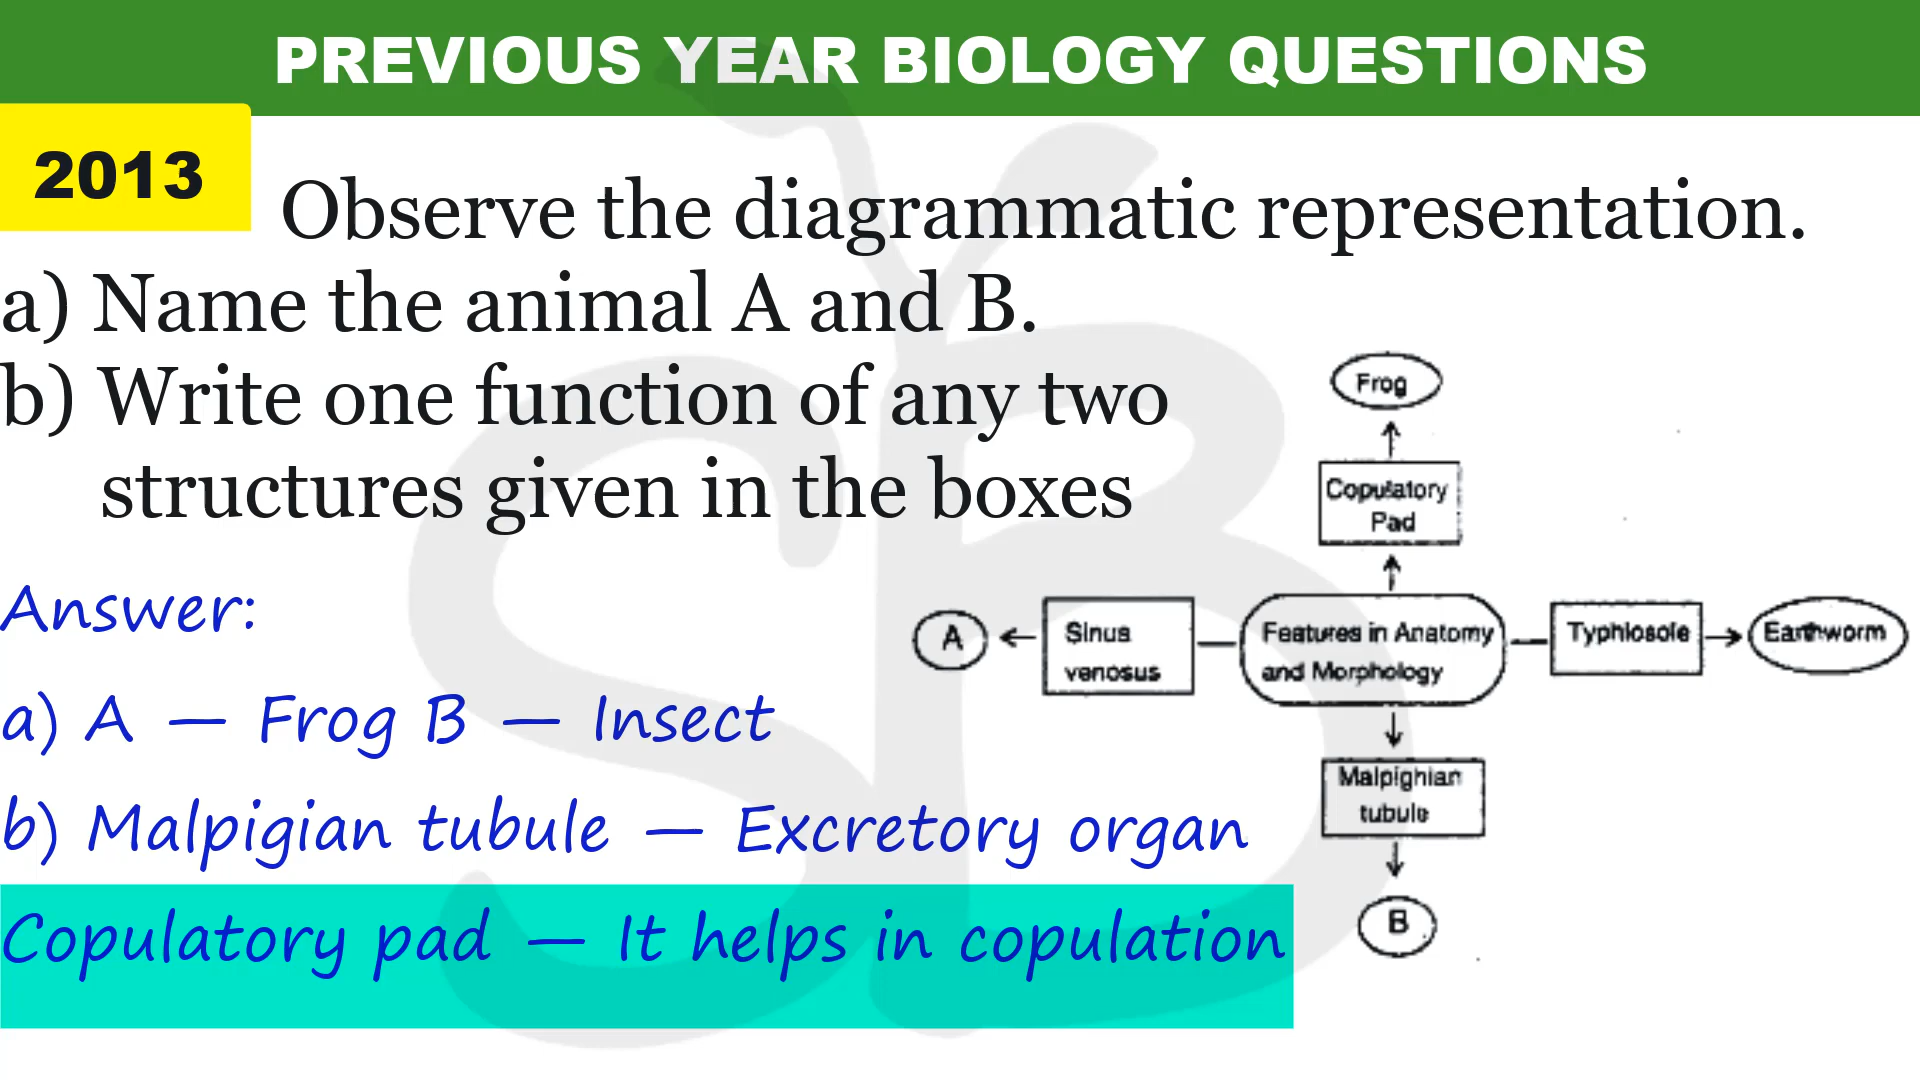 PREVIOUS YEAR BIOLOGY QUESTIONS
2013
Observe the diagrammatic representation.
a) Name the animal A and B.
b) Write one function of any two
structures given in the boxes
Answer:
a) A — Frog B — Insect
b) Malpigian tubule — Excretory organ
Copulatory pad — It helps in copulation
Frog
Copulatory
Pad
A
Sinus
venosus
Features in Anatomy
and Morphology
Typhlosole
Earthworm
Malpighian
tubule
B